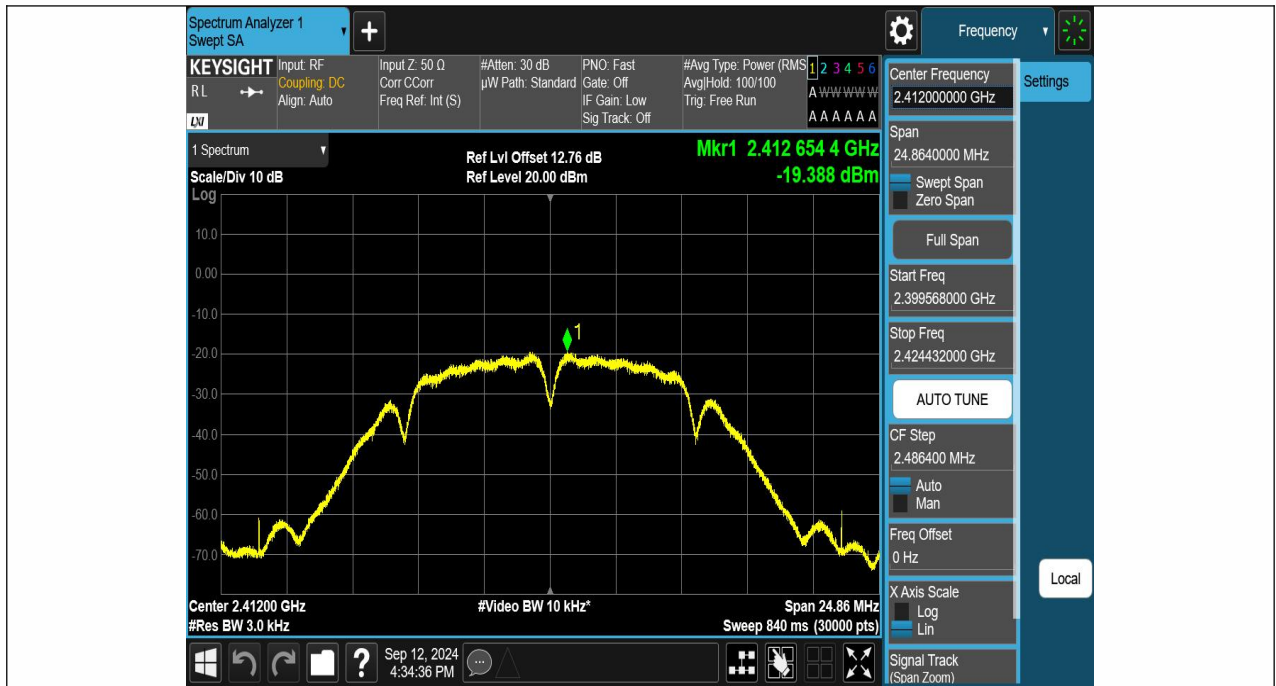 Spectrum Analyzer 1
Swept SA
+
Frequency
KEYSIGHT
RL
LXI
Input: RF
Coupling: DC
Align: Auto
Input Z: 50 Ω
Corr CCorr
Freq Ref: Int (S)
#Atten: 30 dB
µW Path: Standard
PNO: Fast
Gate: Off
IF Gain: Low
Sig Track: Off
#Avg Type: Power (RMS
Avg|Hold: 100/100
Trig: Free Run
1 2 3 4 5 6
A W W W W W
A A A A A A
1 Spectrum
Scale/Div 10 dB
Ref Lvl Offset 12.76 dB
Ref Level 20.00 dBm
Mkr1 2.412 654 4 GHz
-19.388 dBm
Log
10.0
0.00
-10.0
-20.0
-30.0
-40.0
-50.0
-60.0
-70.0
1
Center 2.41200 GHz
#Res BW 3.0 kHz
#Video BW 10 kHz*
Span 24.86 MHz
Sweep 840 ms (30000 pts)
?
Sep 12, 2024
4:34:36 PM
Center Frequency
2.412000000 GHz
Span
24.8640000 MHz
Swept Span
Zero Span
Full Span
Start Freq
2.399568000 GHz
Stop Freq
2.424432000 GHz
AUTO TUNE
CF Step
2.486400 MHz
Auto
Man
Freq Offset
0 Hz
X Axis Scale
Log
Lin
Signal Track
(Span Zoom)
Settings
Local